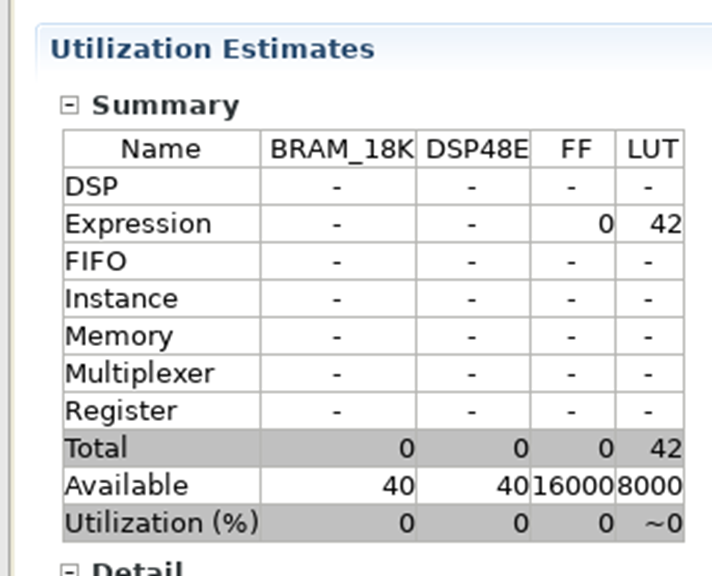 Utilization Estimates
Summary
Name BRAM_18K DSP48E FF LUT
DSP - - - -
Expression - - 0 42
FIFO - - - -
Instance - - - -
Memory - - - -
Multiplexer - - - -
Register - - - -
Total 0 0 0 42
Available 40 40 16000 8000
Utilization (%) 0 0 0 ~0
Detail